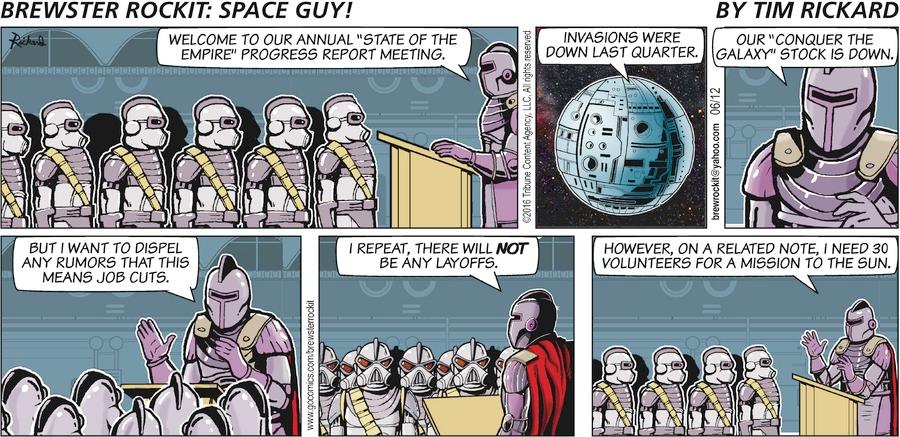 BREWSTER ROCKIT: SPACE GUY!
BY TIM RICKARD
Rickard
WELCOME TO OUR ANNUAL "STATE OF THE
EMPIRE" PROGRESS REPORT MEETING.
©2016 Tribune Content Agency, LLC. All rights reserved
INVASIONS WERE
DOWN LAST QUARTER.
brewrockit@yahoo.com 06/12
OUR "CONQUER THE
GALAXY" STOCK IS DOWN.
BUT I WANT TO DISPEL
ANY RUMORS THAT THIS
MEANS JOB CUTS.
www.gocomics.com/brewsterrockit
I REPEAT, THERE WILL NOT
BE ANY LAYOFFS.
HOWEVER, ON A RELATED NOTE, I NEED 30
VOLUNTEERS FOR A MISSION TO THE SUN.